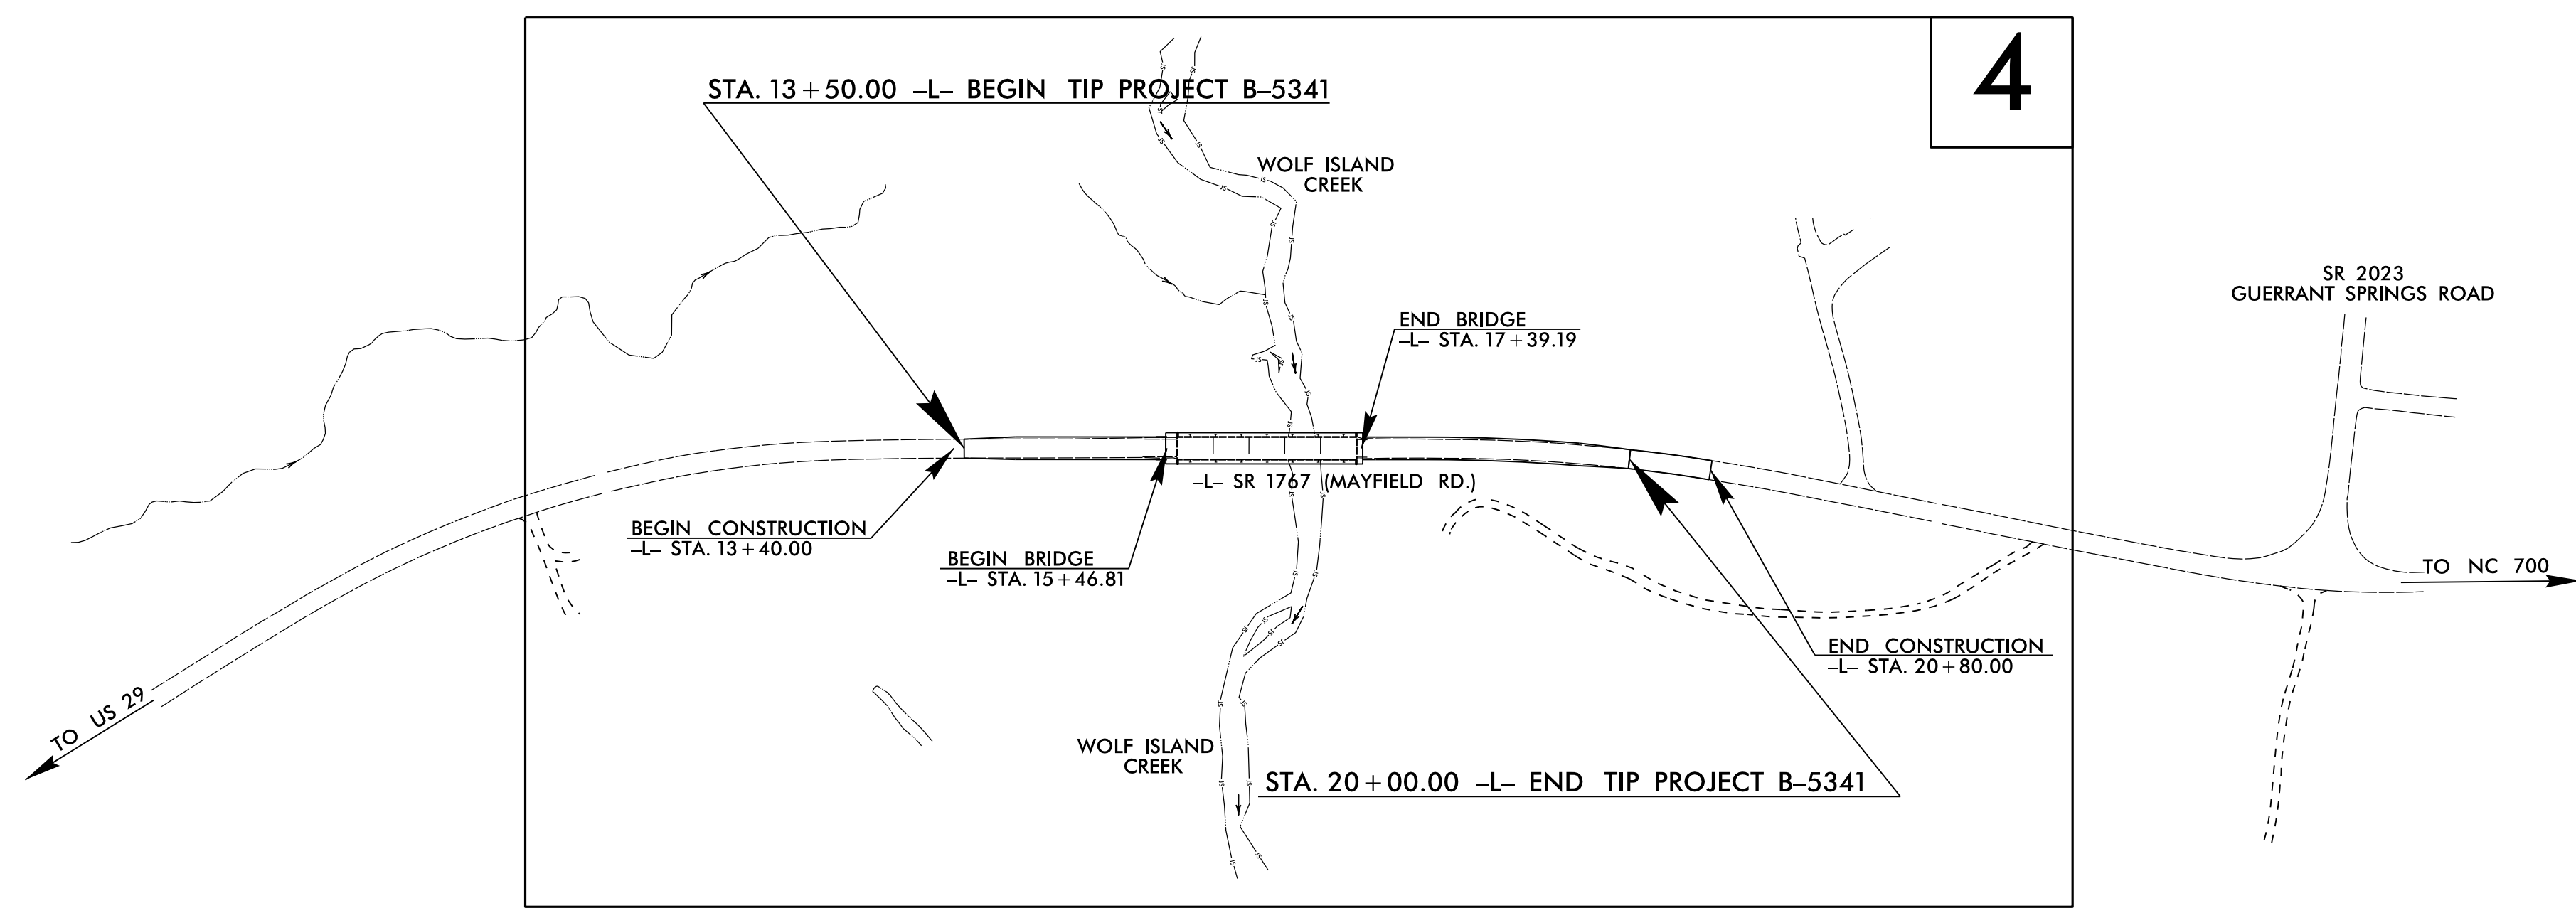 4
STA. 13+50.00 –L– BEGIN TIP PROJECT B–5341
WOLF ISLAND
CREEK
SR 2023
GUERRANT SPRINGS ROAD
END BRIDGE
–L– STA. 17+39.19
–L– SR 1767 (MAYFIELD RD.)
BEGIN CONSTRUCTION
–L– STA. 13+40.00
BEGIN BRIDGE
–L– STA. 15+46.81
TO NC 700
END CONSTRUCTION
–L– STA. 20+80.00
TO US 29
WOLF ISLAND
CREEK
STA. 20+00.00 –L– END TIP PROJECT B–5341